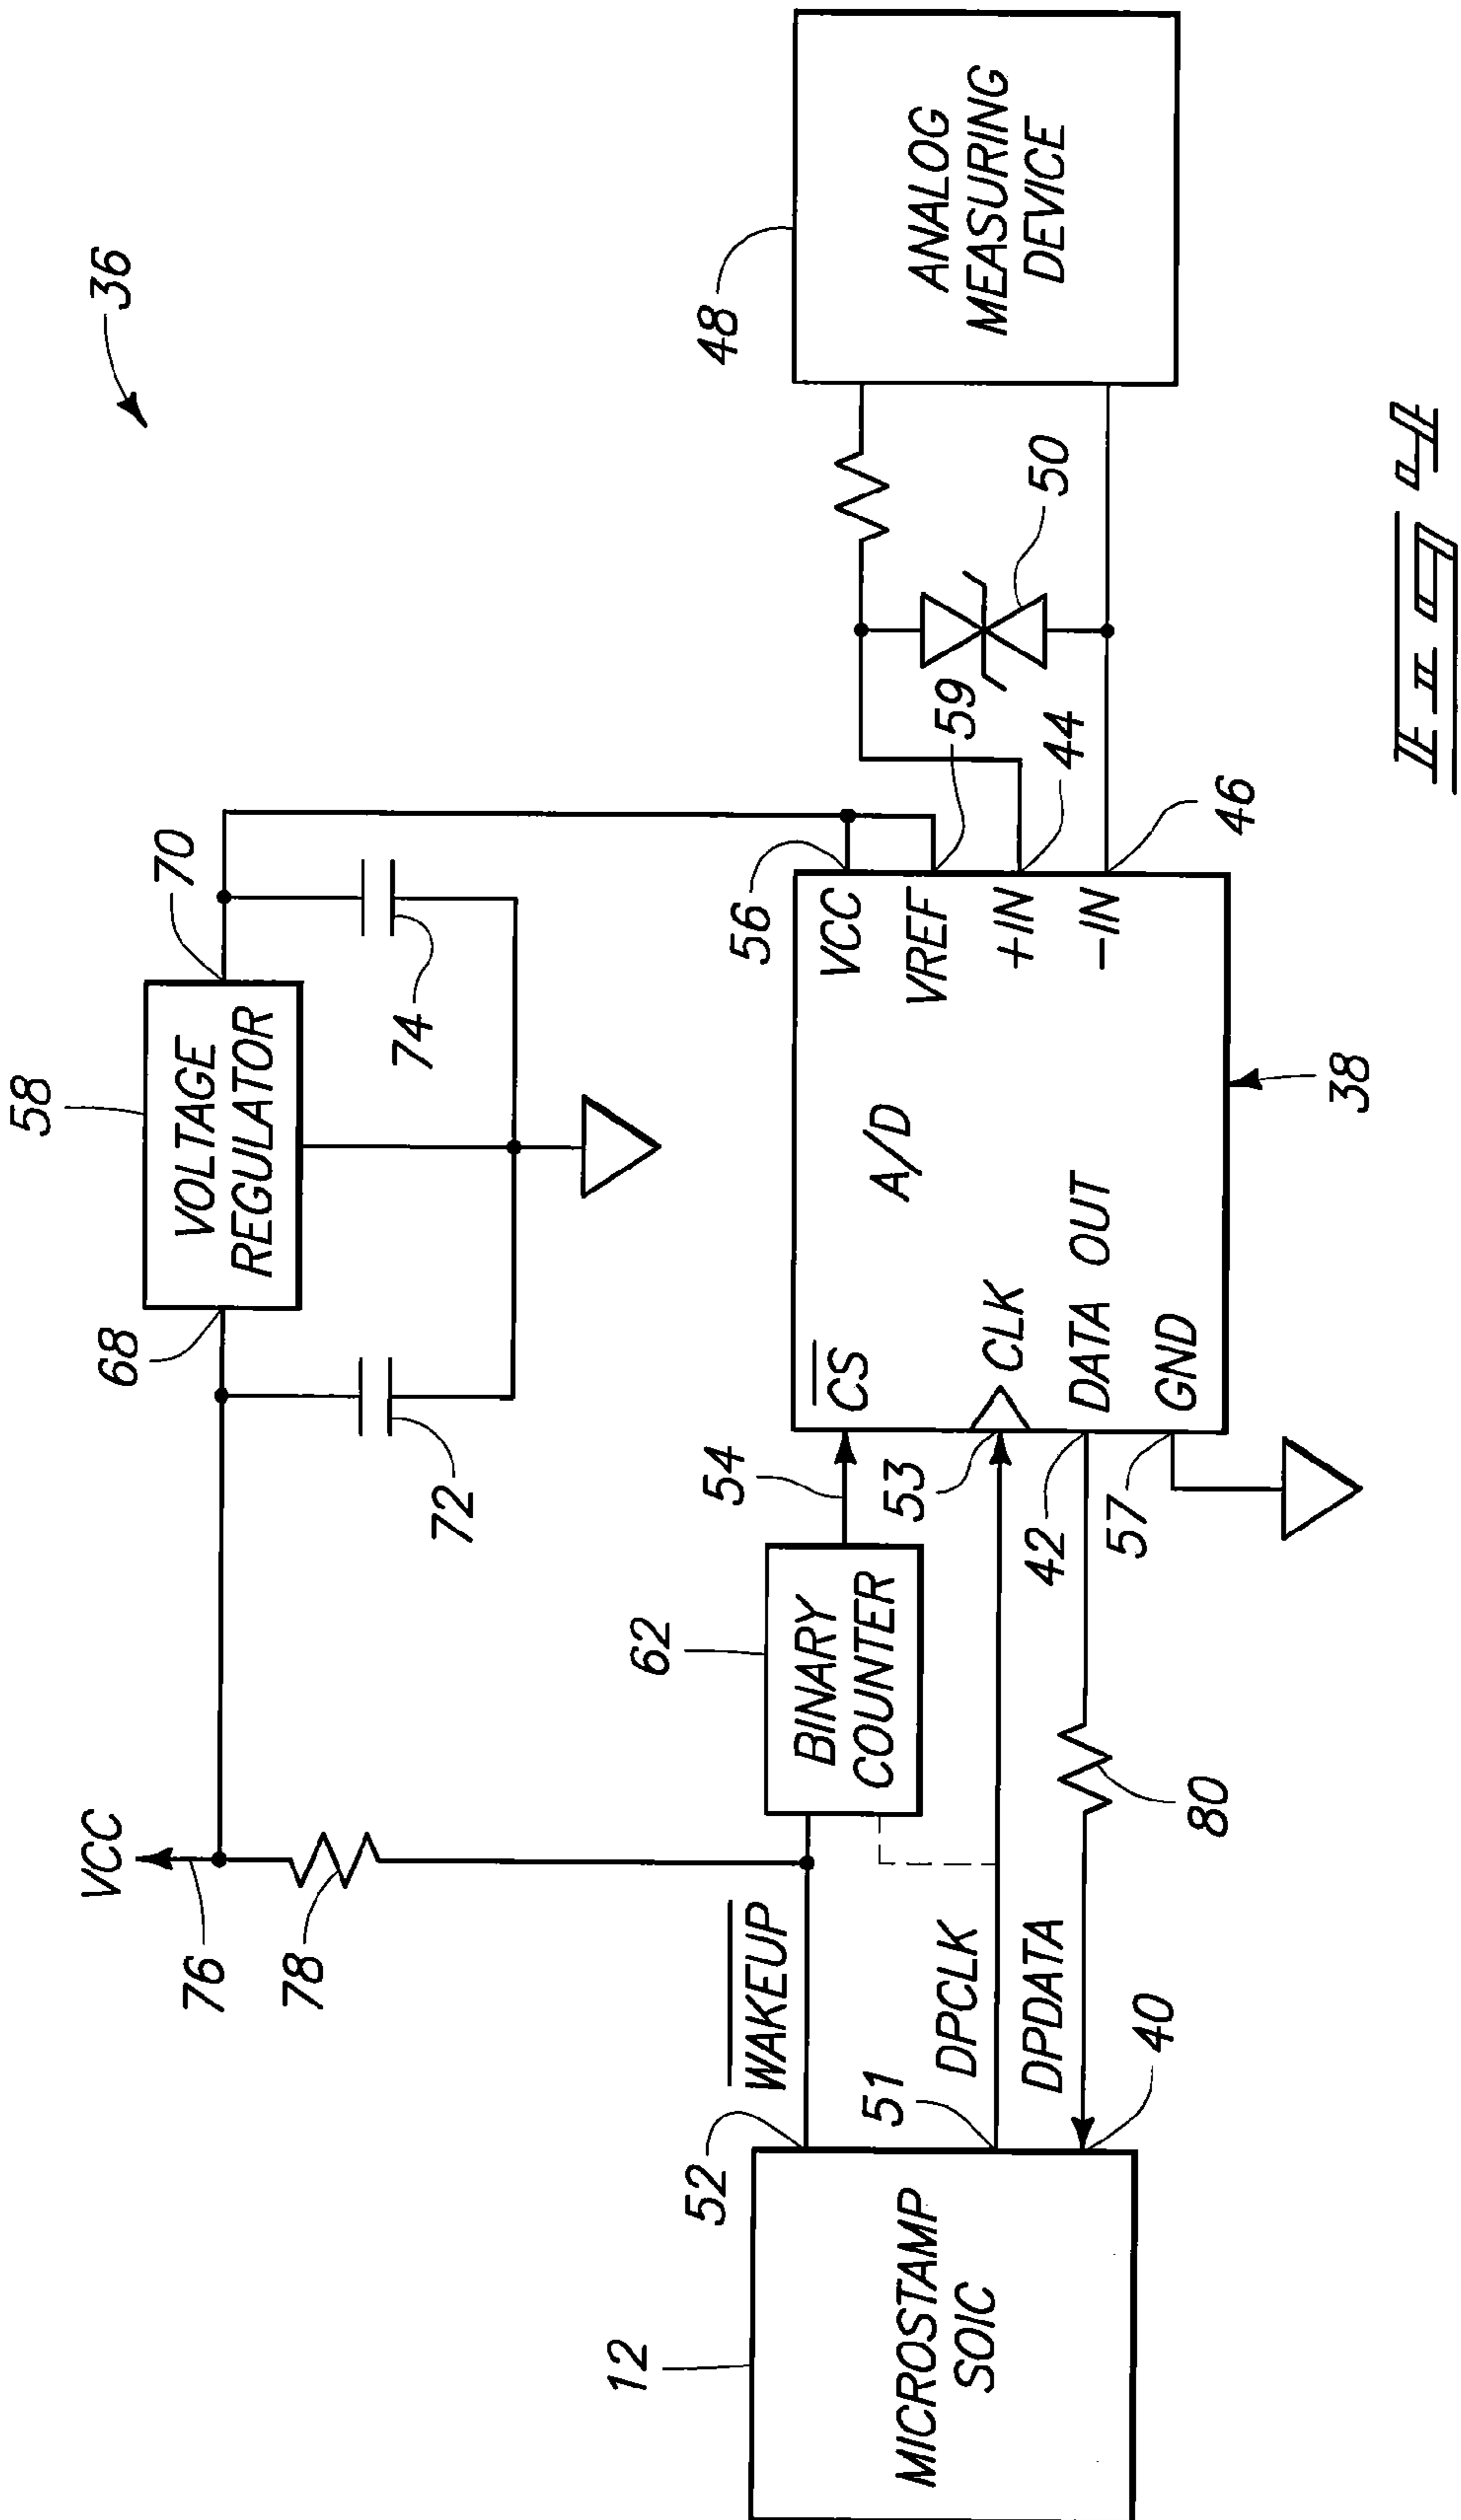 36
58
VOLTAGE
REGULATOR
68
70
72
74
VCC
76
78
12
MICROSTAMP
SOIC
52
WAKEUP
51
DPCLK
DPDATA
40
62
BINARY
COUNTER
80
54
53
42
57
CS
CLK
DATA OUT
GND
A/D
38
VCC
VREF
+IN
–IN
56
59
44
46
50
48
ANALOG
MEASURING
DEVICE